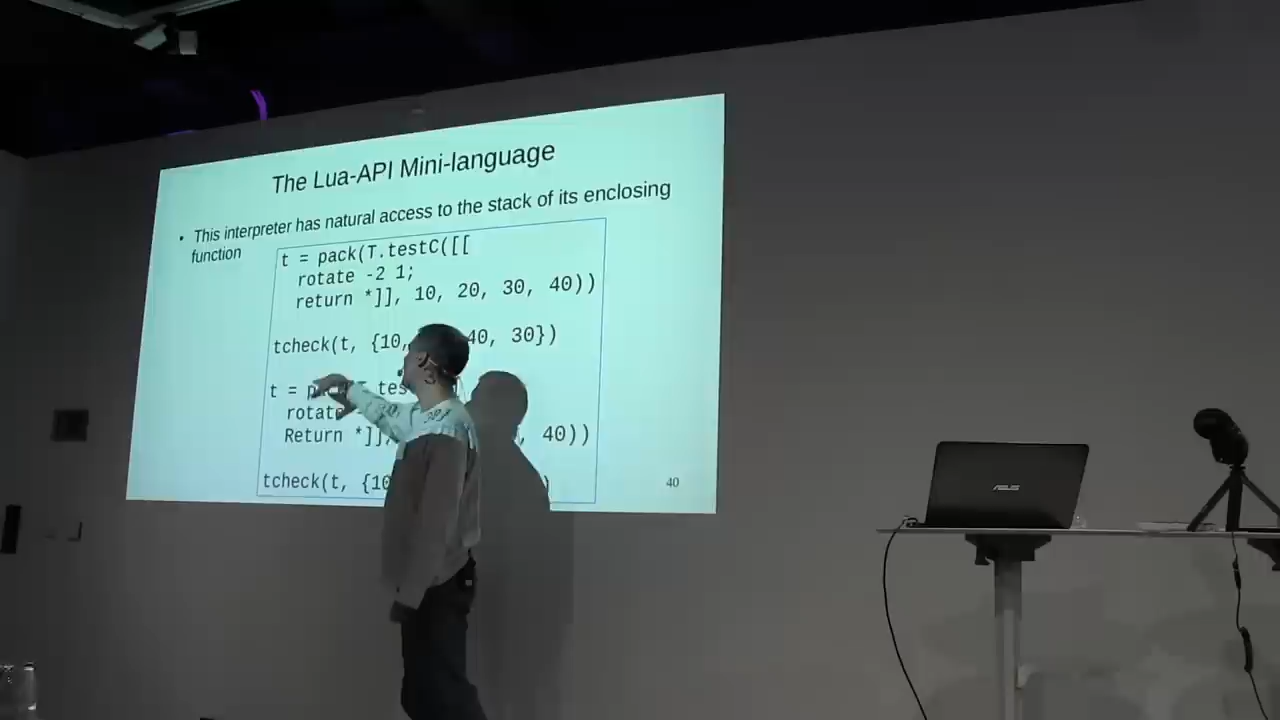 The Lua-API Mini-language
• This interpreter has natural access to the stack of its enclosing
function
t = pack(T.testC([[
rotate -2 1;
return *]], 10, 20, 30, 40))
tcheck(t, {10, 40, 30})
t =
Return *]], 40))
tcheck(t, {10
40
ASUS